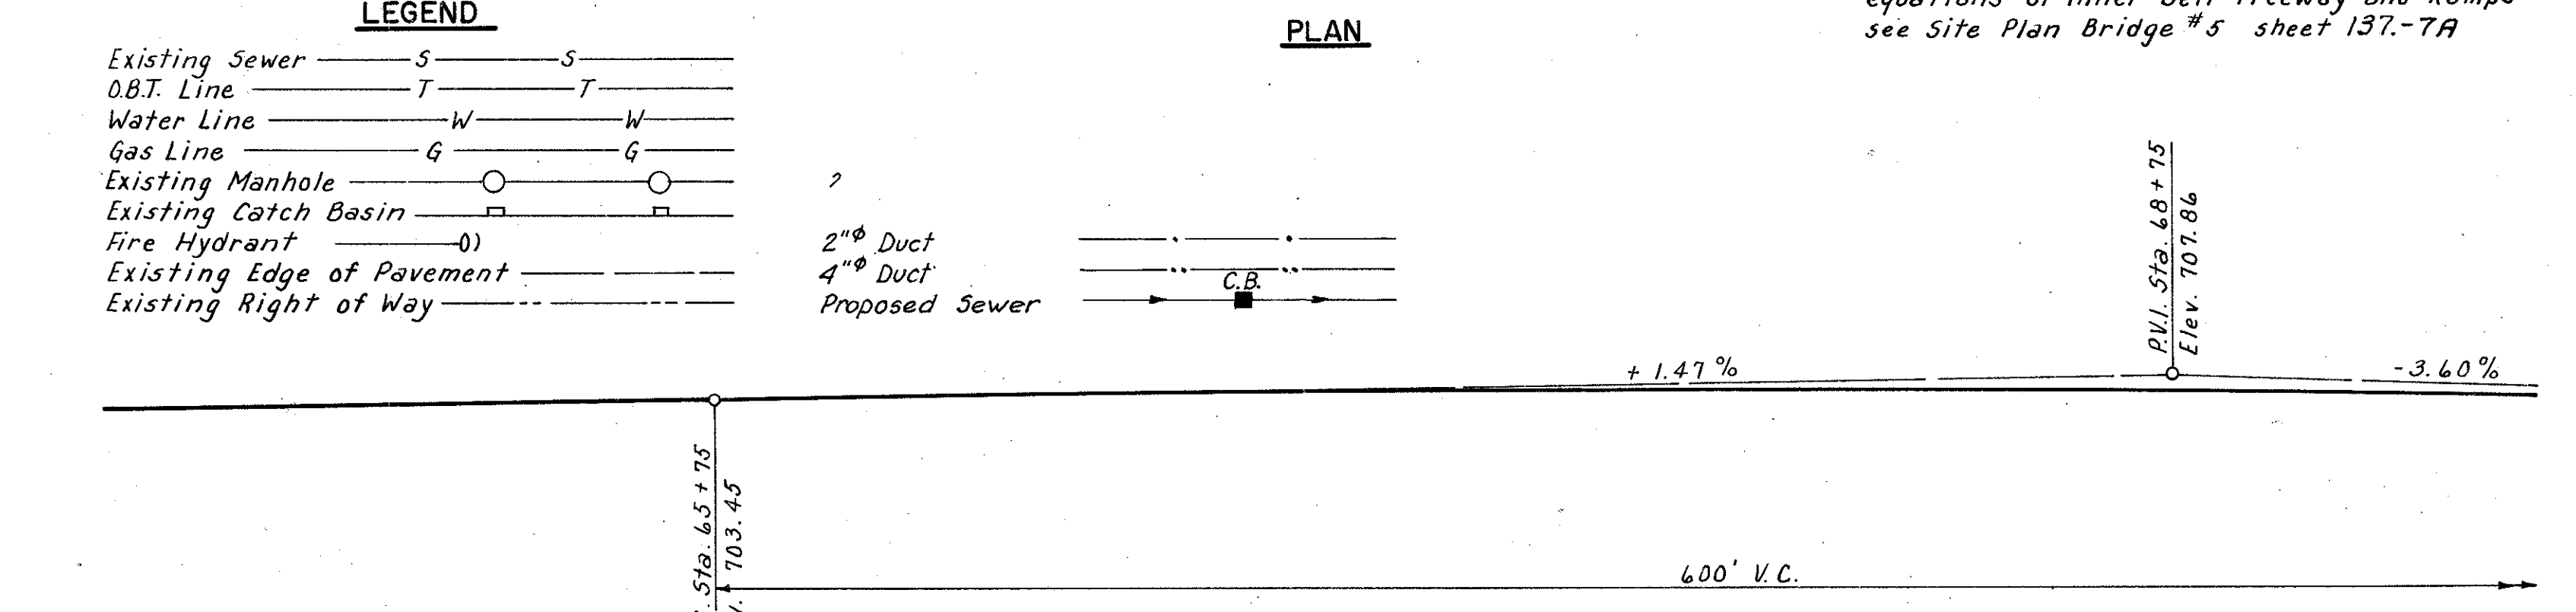 LEGEND
Existing Sewer S S
O.B.T. Line T T
Water Line W W
Gas Line G G
Existing Manhole
Existing Catch Basin
Fire Hydrant
Existing Edge of Pavement
Existing Right of Way
2"φ Duct
4"φ Duct
C.B.
Proposed Sewer
PLAN
see Site Plan Bridge #5 sheet 137.-7A
P.V.I. Sta. 68+75
Elev. 707.86
+ 1.47 %
-3.60 %
Sta. 65+75
703.45
600' V.C.